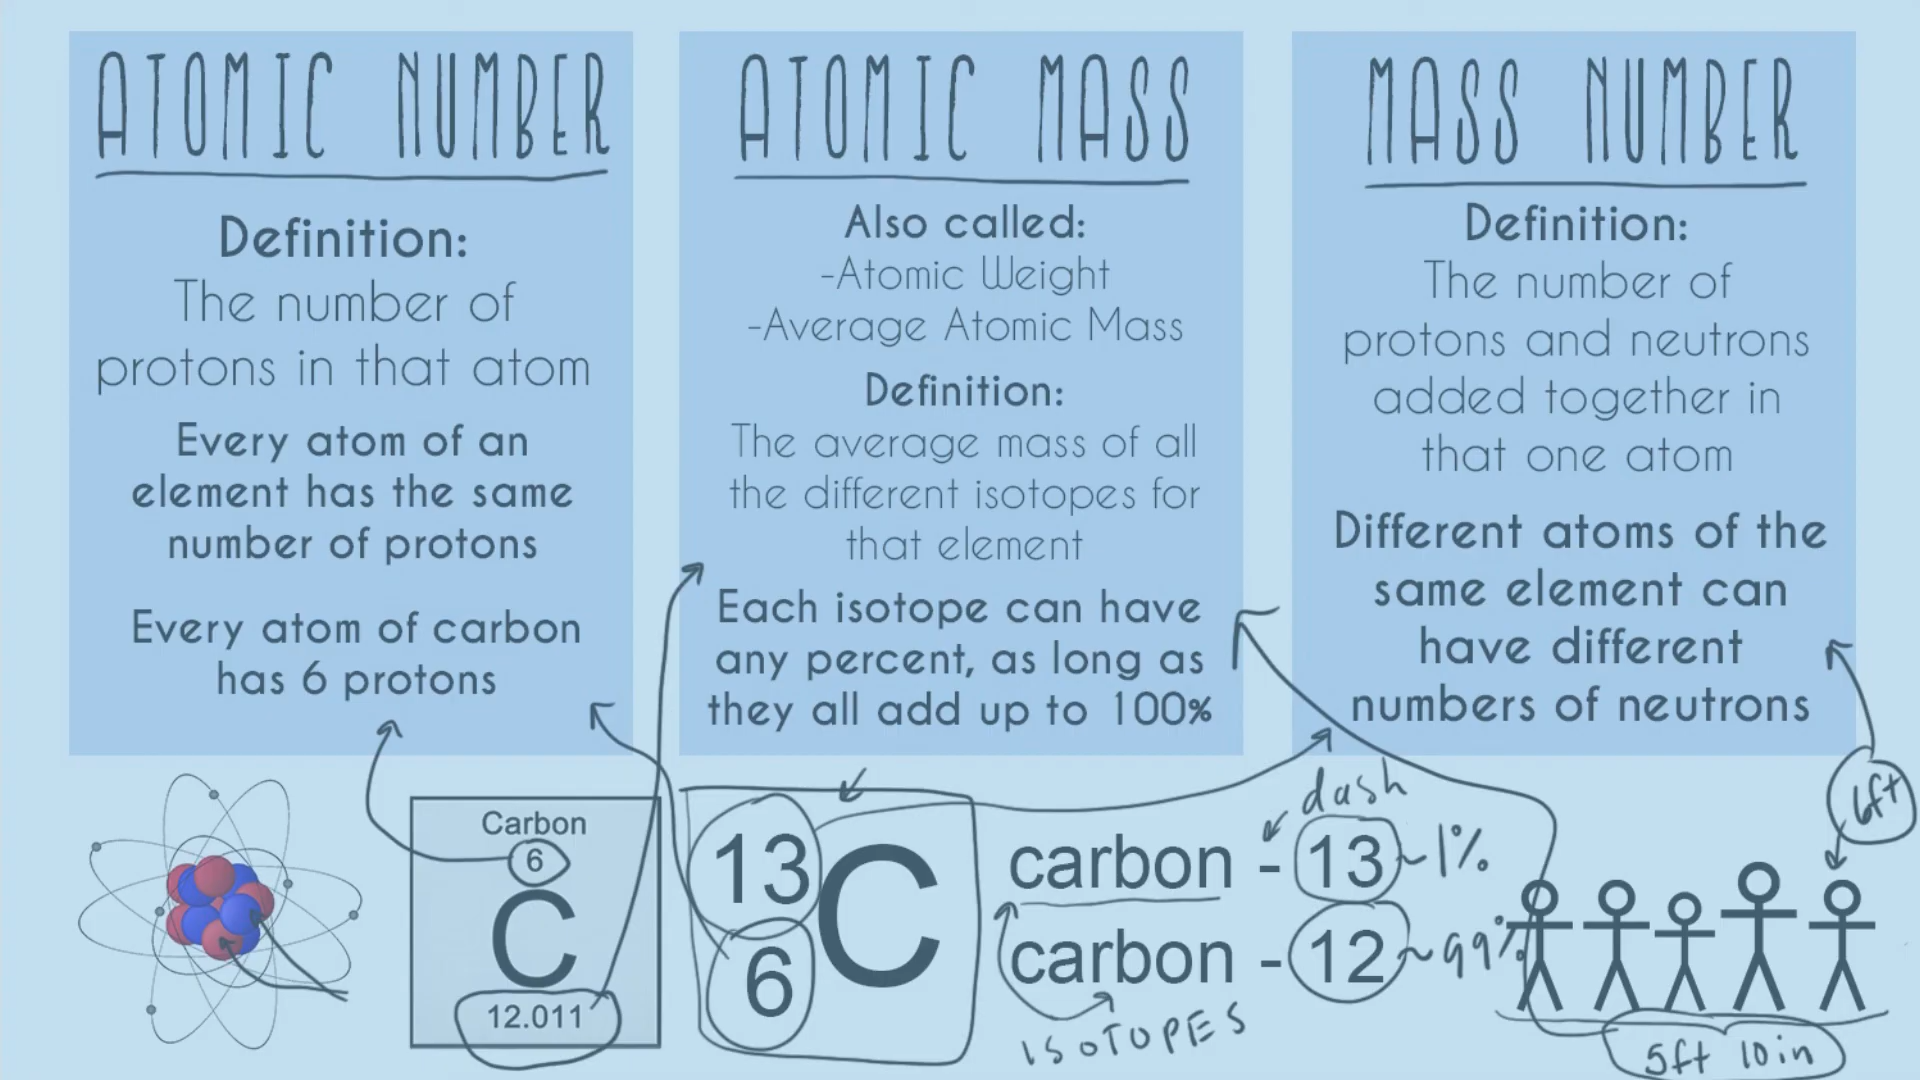 ATOMIC NUMBER
Definition:
The number of
protons in that atom
Every atom of an
element has the same
number of protons
Every atom of carbon
has 6 protons
ATOMIC MASS
Also called:
-Atomic Weight
-Average Atomic Mass
Definition:
The average mass of all
the different isotopes for
that element
Each isotope can have
any percent, as long as
they all add up to 100%
MASS NUMBER
Definition:
The number of
protons and neutrons
added together in
that one atom
Different atoms of the
same element can
have different
numbers of neutrons
Carbon
6
C
12.011
13
6
C
dash
carbon - 13 ~ 1%
carbon - 12 ~ 99%
ISOTOPES
6ft
5ft 10in